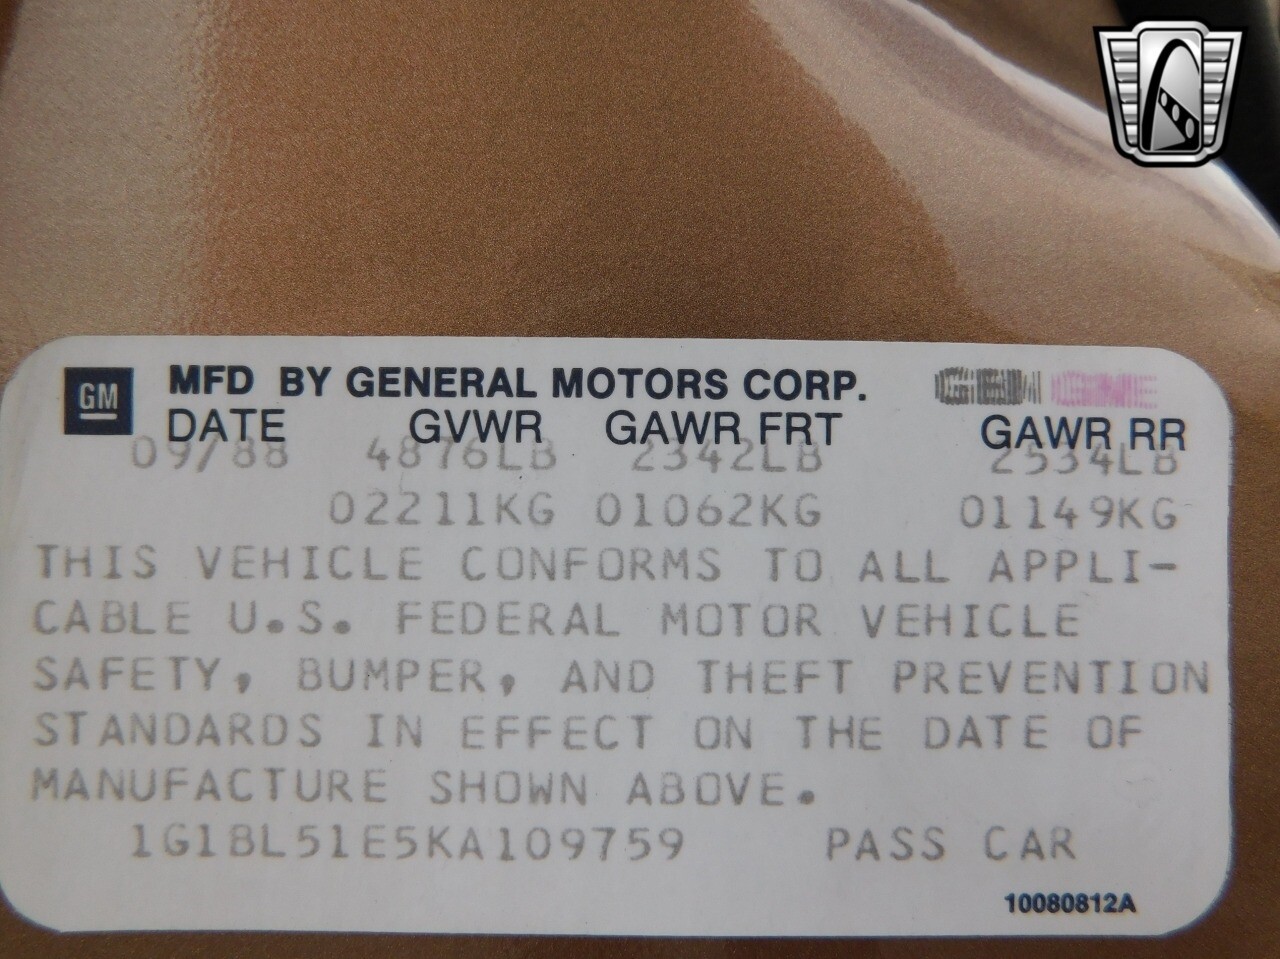 GM MFD BY GENERAL MOTORS CORP.
DATE GVWR GAWR FRT GAWR RR
09/88 4876LB 2342LB 2534LB
02211KG 01062KG 01149KG
THIS VEHICLE CONFORMS TO ALL APPLI-
CABLE U.S. FEDERAL MOTOR VEHICLE
SAFETY, BUMPER, AND THEFT PREVENTION
STANDARDS IN EFFECT ON THE DATE OF
MANUFACTURE SHOWN ABOVE.
1G1BL51E5KA109759 PASS CAR
10080812A